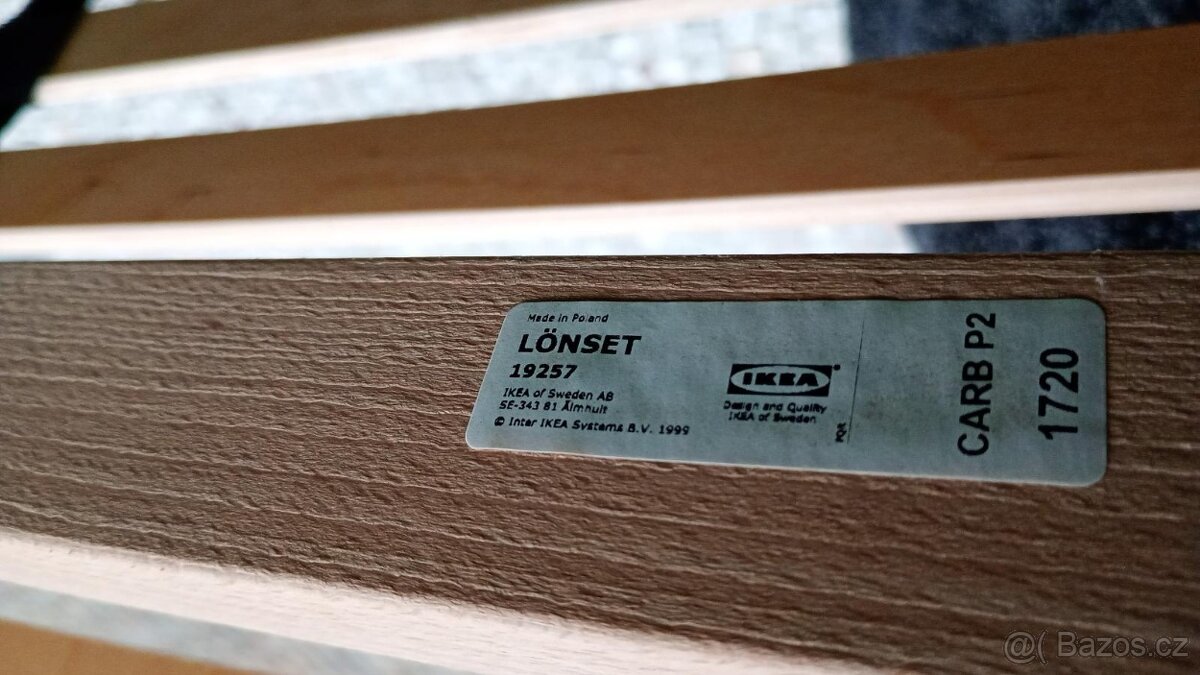 Made in Poland
LÖNSET
19257
IKEA of Sweden AB
SE-343 81 Älmhult
© Inter IKEA Systems B.V. 1999
IKEA
Design and Quality
IKEA of Sweden
PQR
CARB P2
1720
@( Bazos.cz